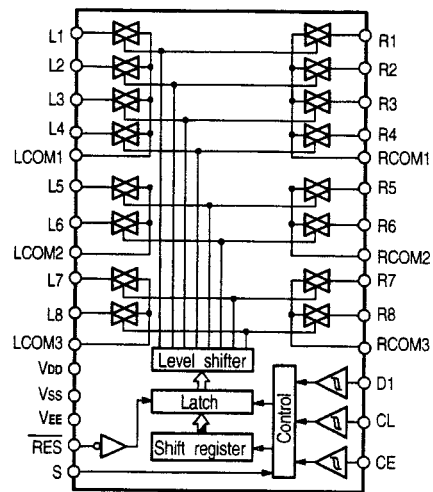 L1
L2
L3
L4
LCOM1
L5
L6
LCOM2
L7
L8
LCOM3
VDD
VSS
VEE
RES
S
R1
R2
R3
R4
RCOM1
R5
R6
RCOM2
R7
R8
RCOM3
D1
CL
CE
Level shifter
Latch
Shift register
Control